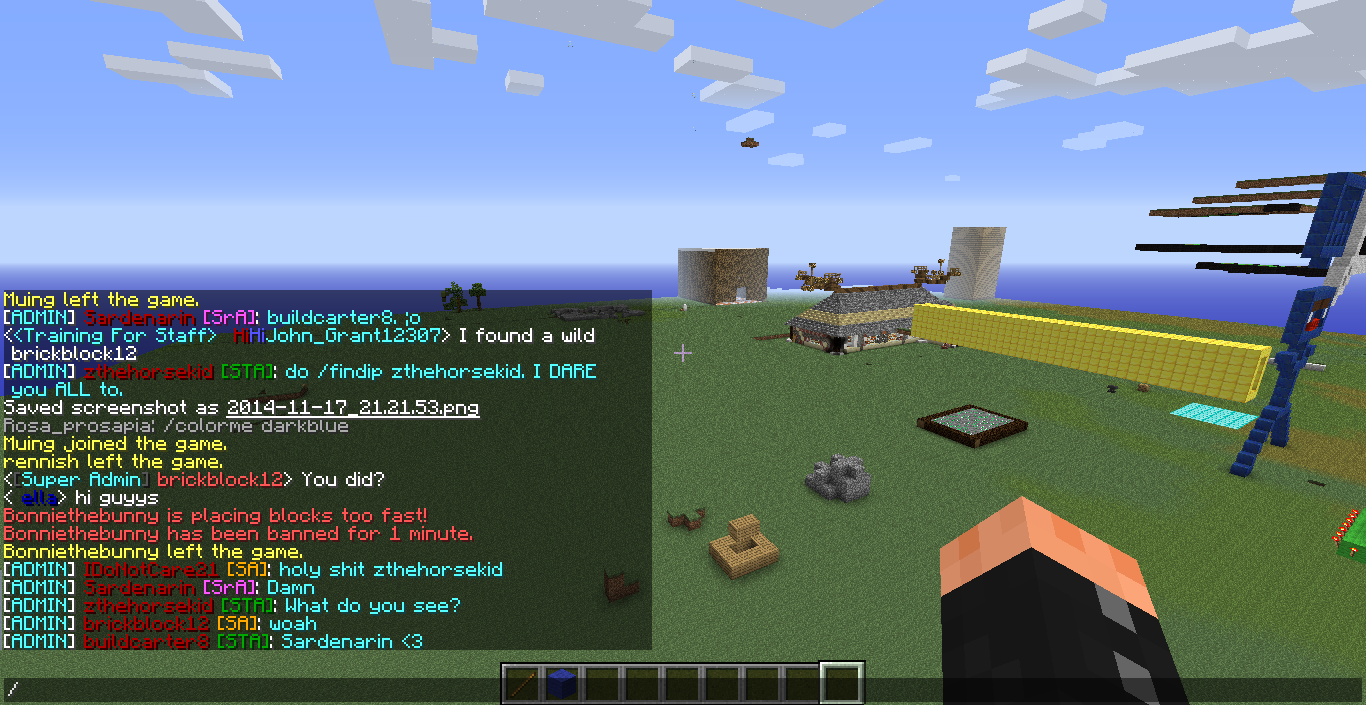 Muing left the game.
[ADMIN] Sardenarin [SrA]: buildcarter8. ;o
<<Training For Staff> HiHiJohn_Grant12307> I found a wild
brickblock12
[ADMIN] zthehorsekid [STA]: do /findip zthehorsekid. I DARE
you ALL to.
Saved screenshot as 2014-11-17_21.21.53.png
Rosa_prosapia: /colorme darkblue
Muing joined the game.
rennish left the game.
<[Super Admin] brickblock12> You did?
< ella> hi guyys
Bonniethebunny is placing blocks too fast!
Bonniethebunny has been banned for 1 minute.
Bonniethebunny left the game.
[ADMIN] IDoNotCare21 [SA]: holy shit zthehorsekid
[ADMIN] Sardenarin [SrA]: Damn
[ADMIN] zthehorsekid [STA]: What do you see?
[ADMIN] brickblock12 [SA]: woah
[ADMIN] buildcarter8 [STA]: Sardenarin <3
/